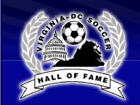 VIRGINIA-DC SOCCER
HALL OF FAME